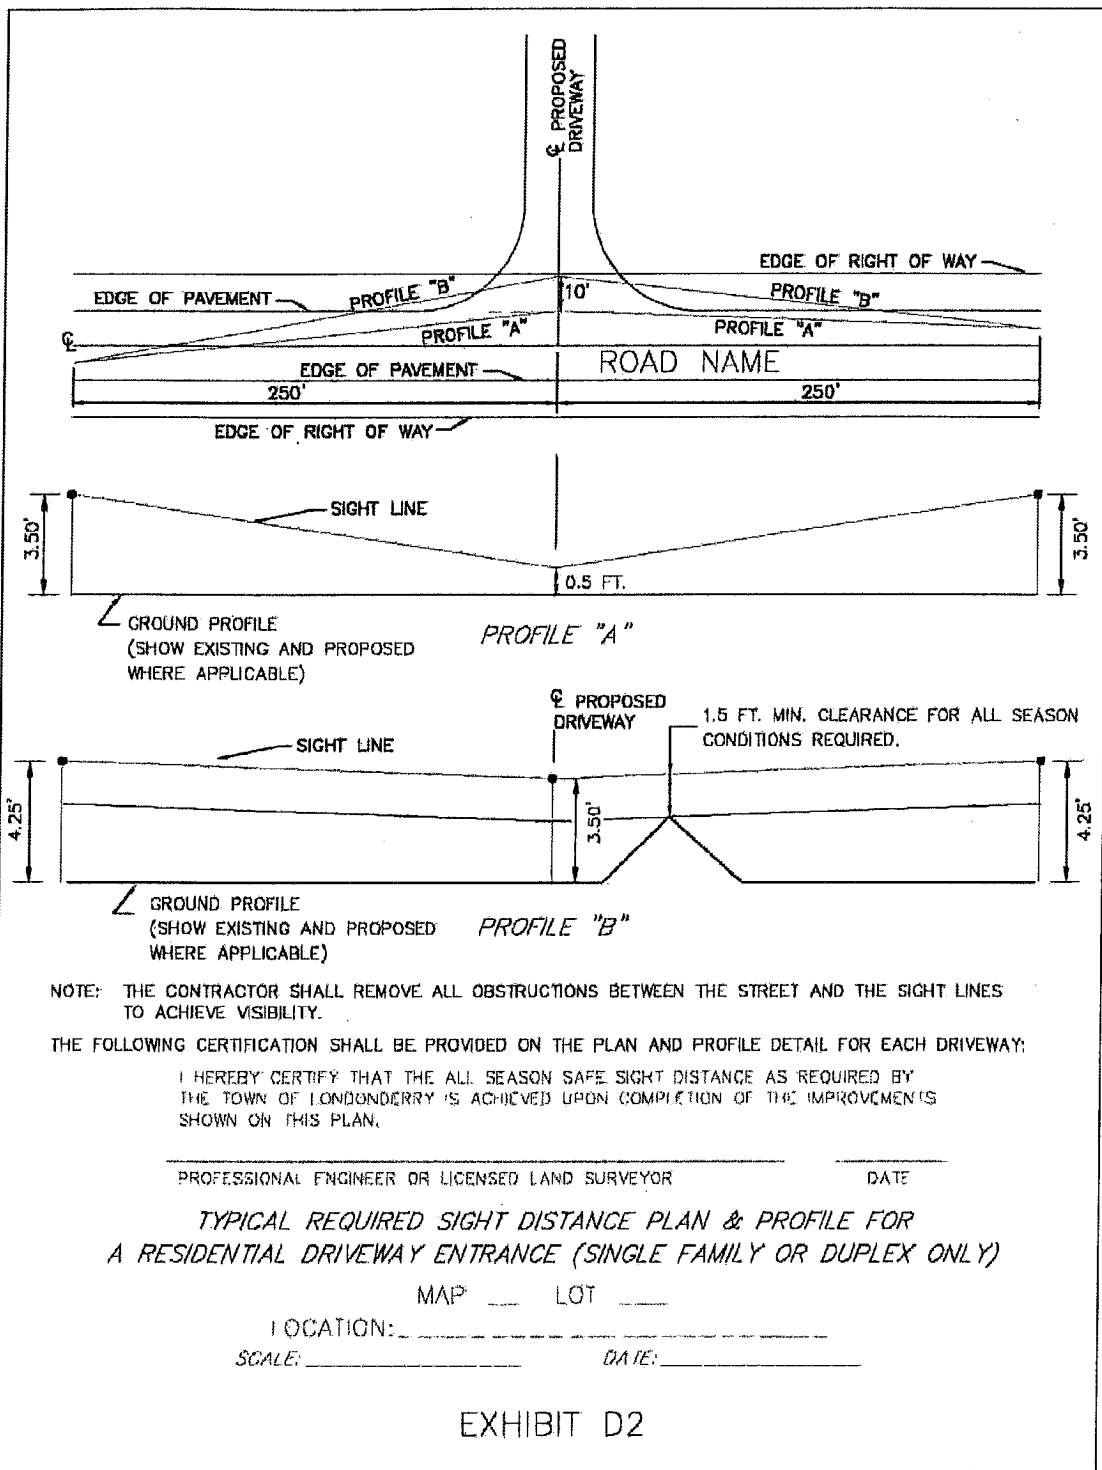 ℄ PROPOSED
DRIVEWAY
EDGE OF RIGHT OF WAY
EDGE OF PAVEMENT
PROFILE "B"
10'
PROFILE "B"
PROFILE "A"
PROFILE "A"
℄
EDGE OF PAVEMENT
ROAD NAME
250'
250'
EDGE OF RIGHT OF WAY
SIGHT LINE
3.50'
3.50'
0.5 FT.
GROUND PROFILE
(SHOW EXISTING AND PROPOSED
WHERE APPLICABLE)
PROFILE "A"
℄ PROPOSED
DRIVEWAY
1.5 FT. MIN. CLEARANCE FOR ALL SEASON
CONDITIONS REQUIRED.
SIGHT LINE
4.25'
3.50'
4.25'
GROUND PROFILE
(SHOW EXISTING AND PROPOSED
WHERE APPLICABLE)
PROFILE "B"
NOTE: THE CONTRACTOR SHALL REMOVE ALL OBSTRUCTIONS BETWEEN THE STREET AND THE SIGHT LINES
TO ACHIEVE VISIBILITY.
THE FOLLOWING CERTIFICATION SHALL BE PROVIDED ON THE PLAN AND PROFILE DETAIL FOR EACH DRIVEWAY:
I HEREBY CERTIFY THAT THE ALL SEASON SAFE SIGHT DISTANCE AS REQUIRED BY
THE TOWN OF LONDONDERRY IS ACHIEVED UPON COMPLETION OF THE IMPROVEMENTS
SHOWN ON THIS PLAN.
PROFESSIONAL ENGINEER OR LICENSED LAND SURVEYOR
DATE
TYPICAL REQUIRED SIGHT DISTANCE PLAN & PROFILE FOR
A RESIDENTIAL DRIVEWAY ENTRANCE (SINGLE FAMILY OR DUPLEX ONLY)
MAP ___ LOT ___
LOCATION: _______________
SCALE: _______________ DATE: _______________
EXHIBIT D2